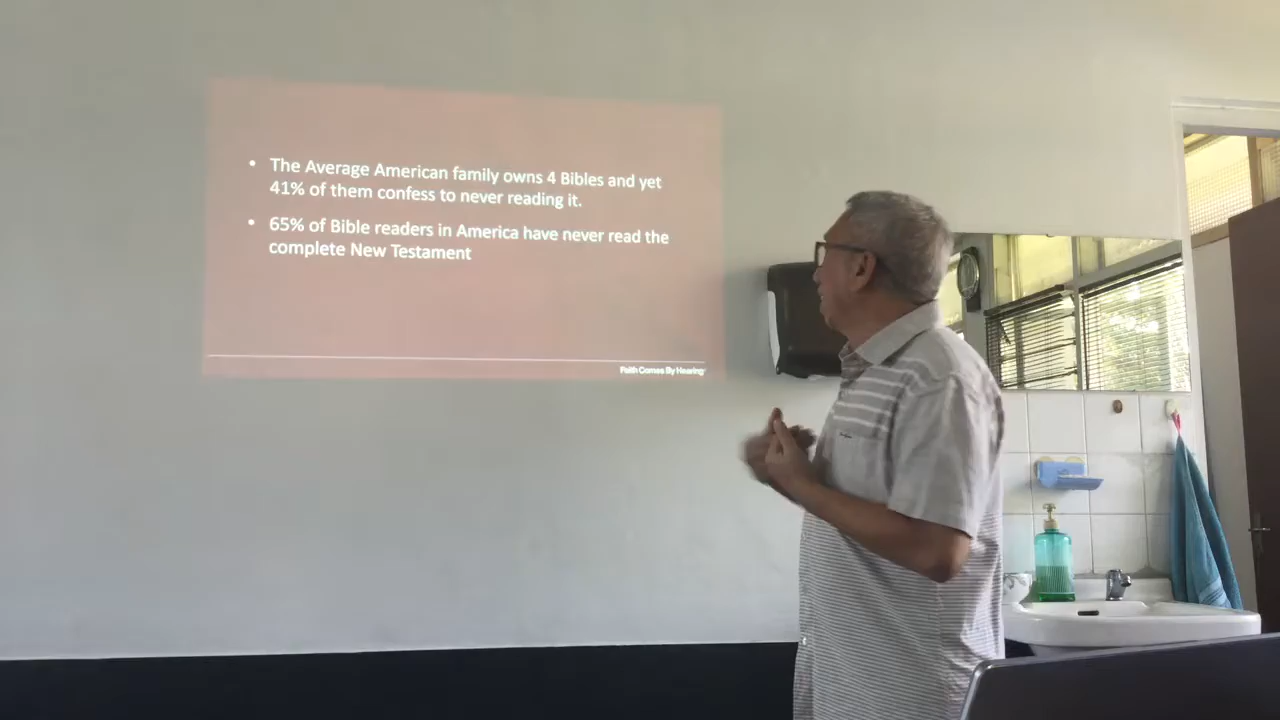 • The Average American family owns 4 Bibles and yet
41% of them confess to never reading it.
• 65% of Bible readers in America have never read the
complete New Testament
Faith Comes By Hearing